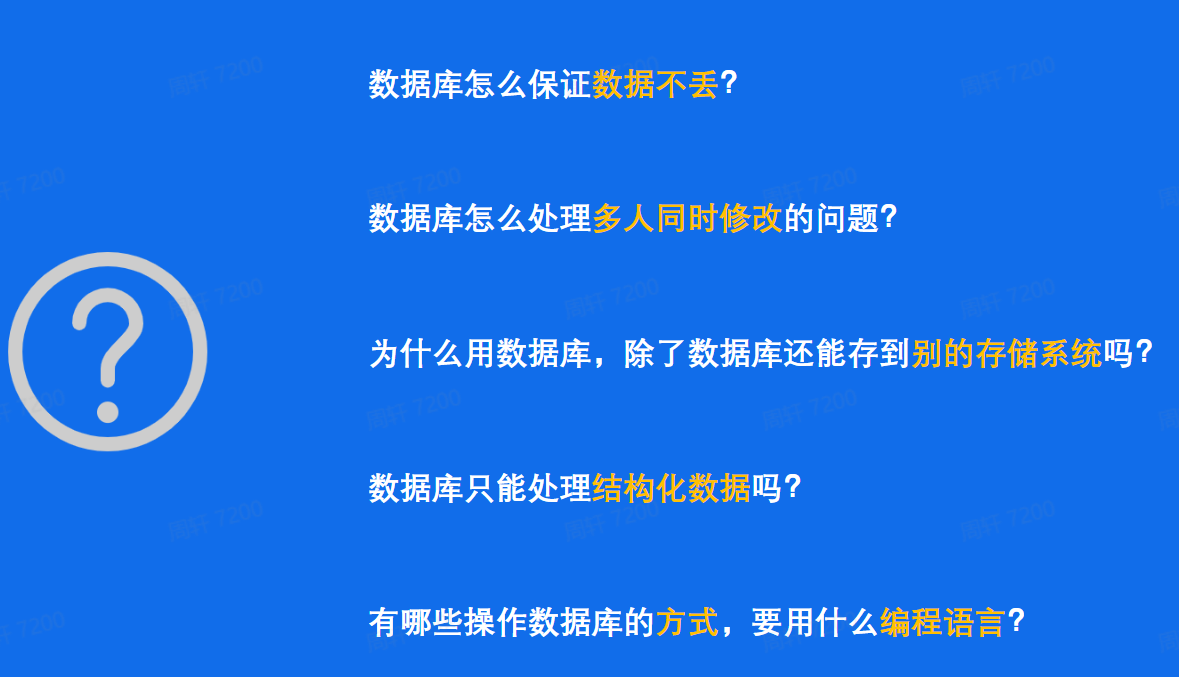 数据库怎么保证数据不丢？
数据库怎么处理多人同时修改的问题？
为什么用数据库，除了数据库还能存到别的存储系统吗？
数据库只能处理结构化数据吗？
有哪些操作数据库的方式，要用什么编程语言？